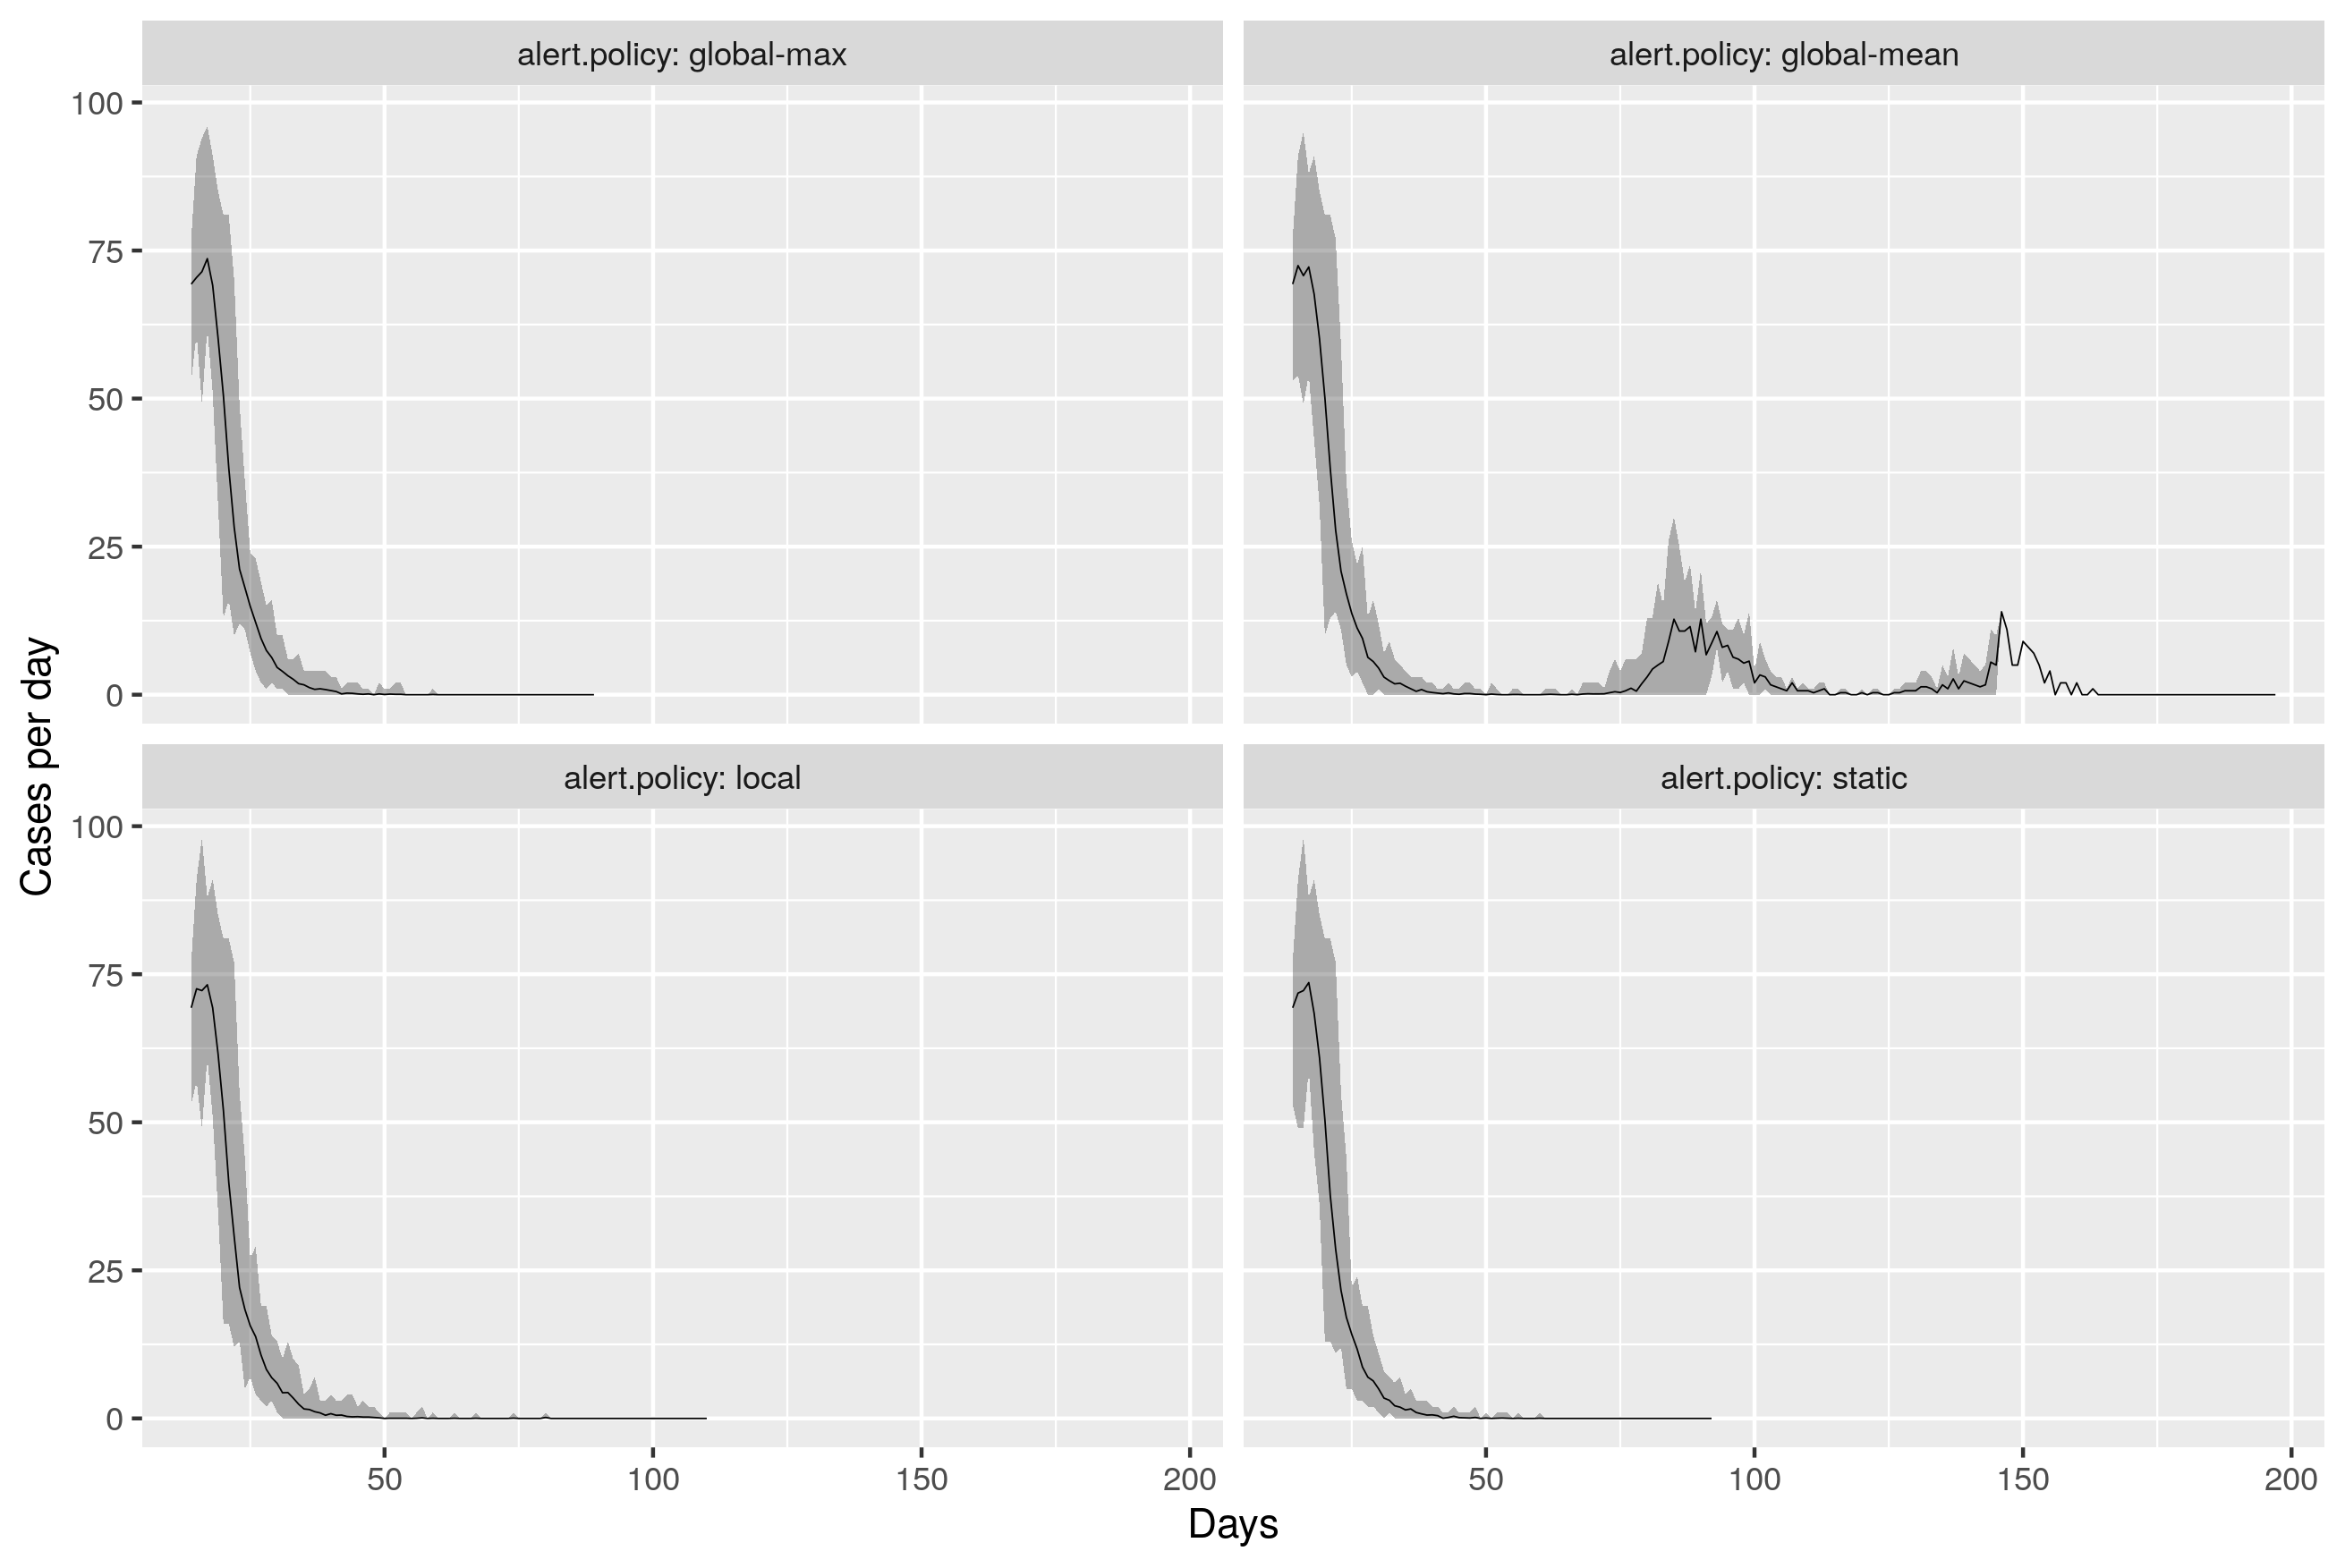 alert.policy: global-max
alert.policy: global-mean
100
75
50
25
0
alert.policy: local
alert.policy: static
100
75
50
25
0
50 100 150 200
50 100 150 200
Cases per day
Days